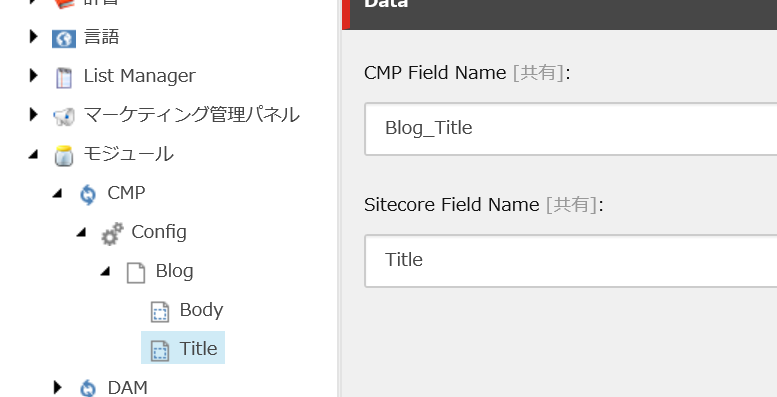 辞書
言語
List Manager
マーケティング管理パネル
モジュール
CMP
Config
Blog
Body
Title
DAM
Data
CMP Field Name [共有]:
Blog_Title
Sitecore Field Name [共有]:
Title